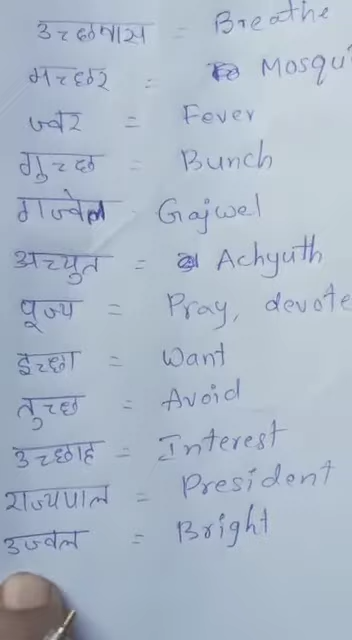 उच्छवास = Breathe
मच्छर = Mosqu
ज्वर = Fever
गुच्छ = Bunch
गज्वेल Gajwel
अच्युत = Achyuth
पूज्य = Pray, devote
इच्छा = Want
तुच्छ = Avoid
उच्छाह = Interest
राज्यपाल = President
उज्वल = Bright